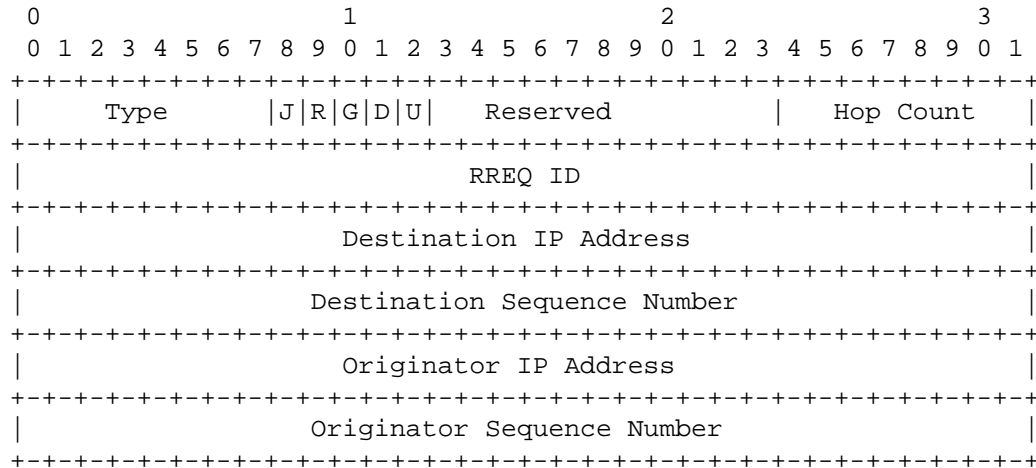 0                   1                   2                   3
 0 1 2 3 4 5 6 7 8 9 0 1 2 3 4 5 6 7 8 9 0 1 2 3 4 5 6 7 8 9 0 1
+-+-+-+-+-+-+-+-+-+-+-+-+-+-+-+-+-+-+-+-+-+-+-+-+-+-+-+-+-+-+-+-+
|     Type      |J|R|G|D|U|   Reserved          |   Hop Count   |
+-+-+-+-+-+-+-+-+-+-+-+-+-+-+-+-+-+-+-+-+-+-+-+-+-+-+-+-+-+-+-+-+
|                            RREQ ID                            |
+-+-+-+-+-+-+-+-+-+-+-+-+-+-+-+-+-+-+-+-+-+-+-+-+-+-+-+-+-+-+-+-+
|                    Destination IP Address                     |
+-+-+-+-+-+-+-+-+-+-+-+-+-+-+-+-+-+-+-+-+-+-+-+-+-+-+-+-+-+-+-+-+
|                  Destination Sequence Number                  |
+-+-+-+-+-+-+-+-+-+-+-+-+-+-+-+-+-+-+-+-+-+-+-+-+-+-+-+-+-+-+-+-+
|                    Originator IP Address                      |
+-+-+-+-+-+-+-+-+-+-+-+-+-+-+-+-+-+-+-+-+-+-+-+-+-+-+-+-+-+-+-+-+
|                  Originator Sequence Number                   |
+-+-+-+-+-+-+-+-+-+-+-+-+-+-+-+-+-+-+-+-+-+-+-+-+-+-+-+-+-+-+-+-+